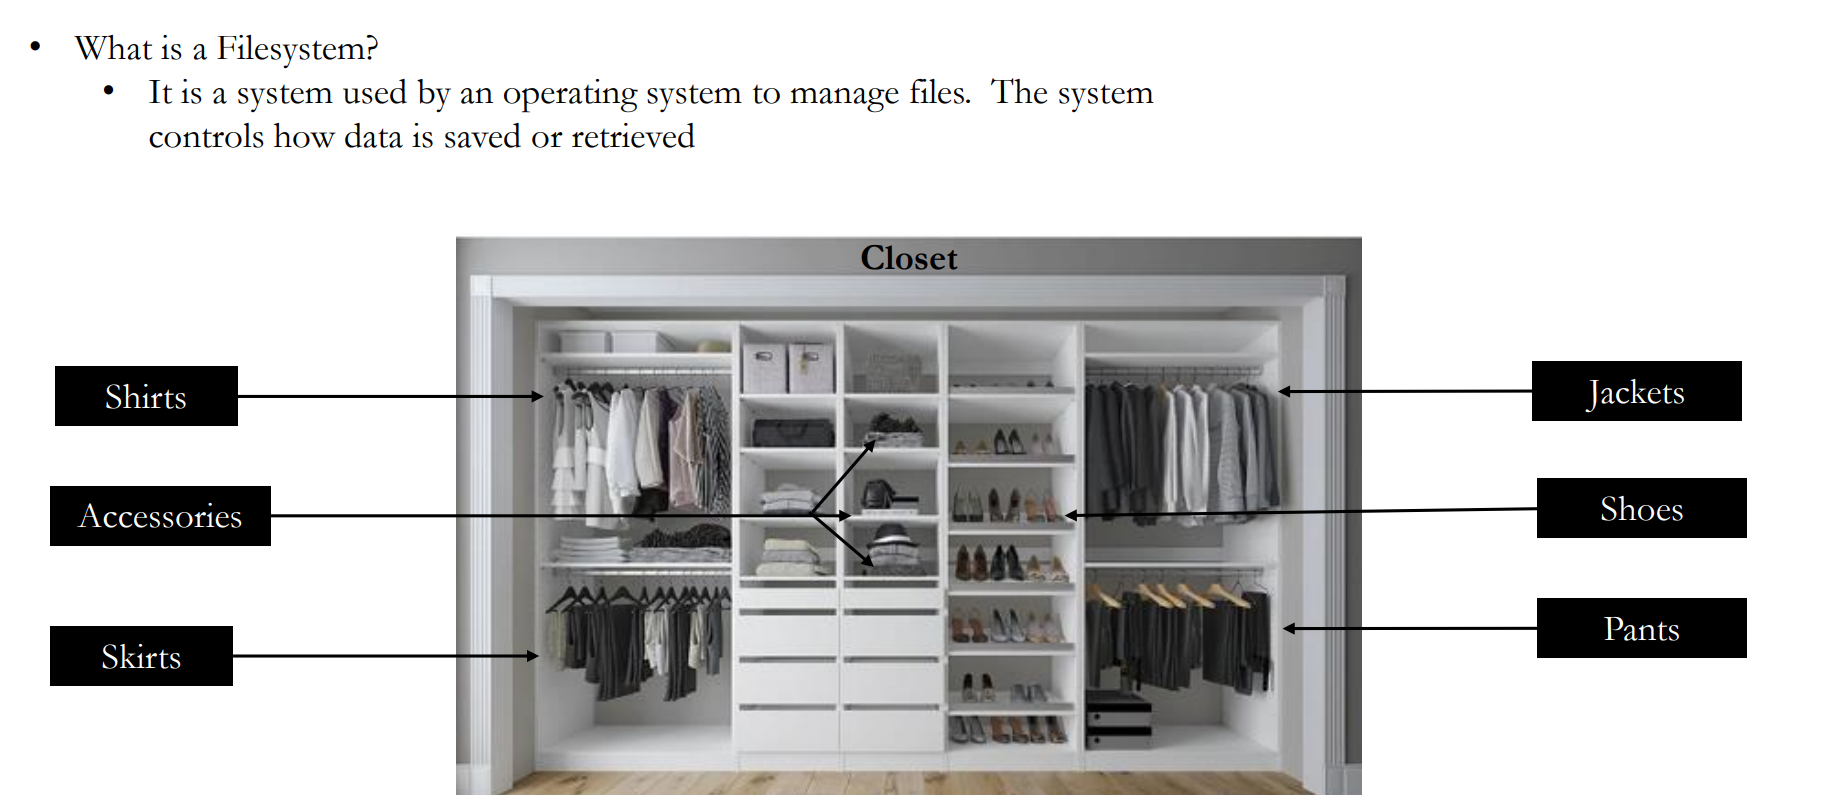 • What is a Filesystem?
• It is a system used by an operating system to manage files.  The system
controls how data is saved or retrieved
Closet
Shirts
Jackets
Accessories
Shoes
Skirts
Pants